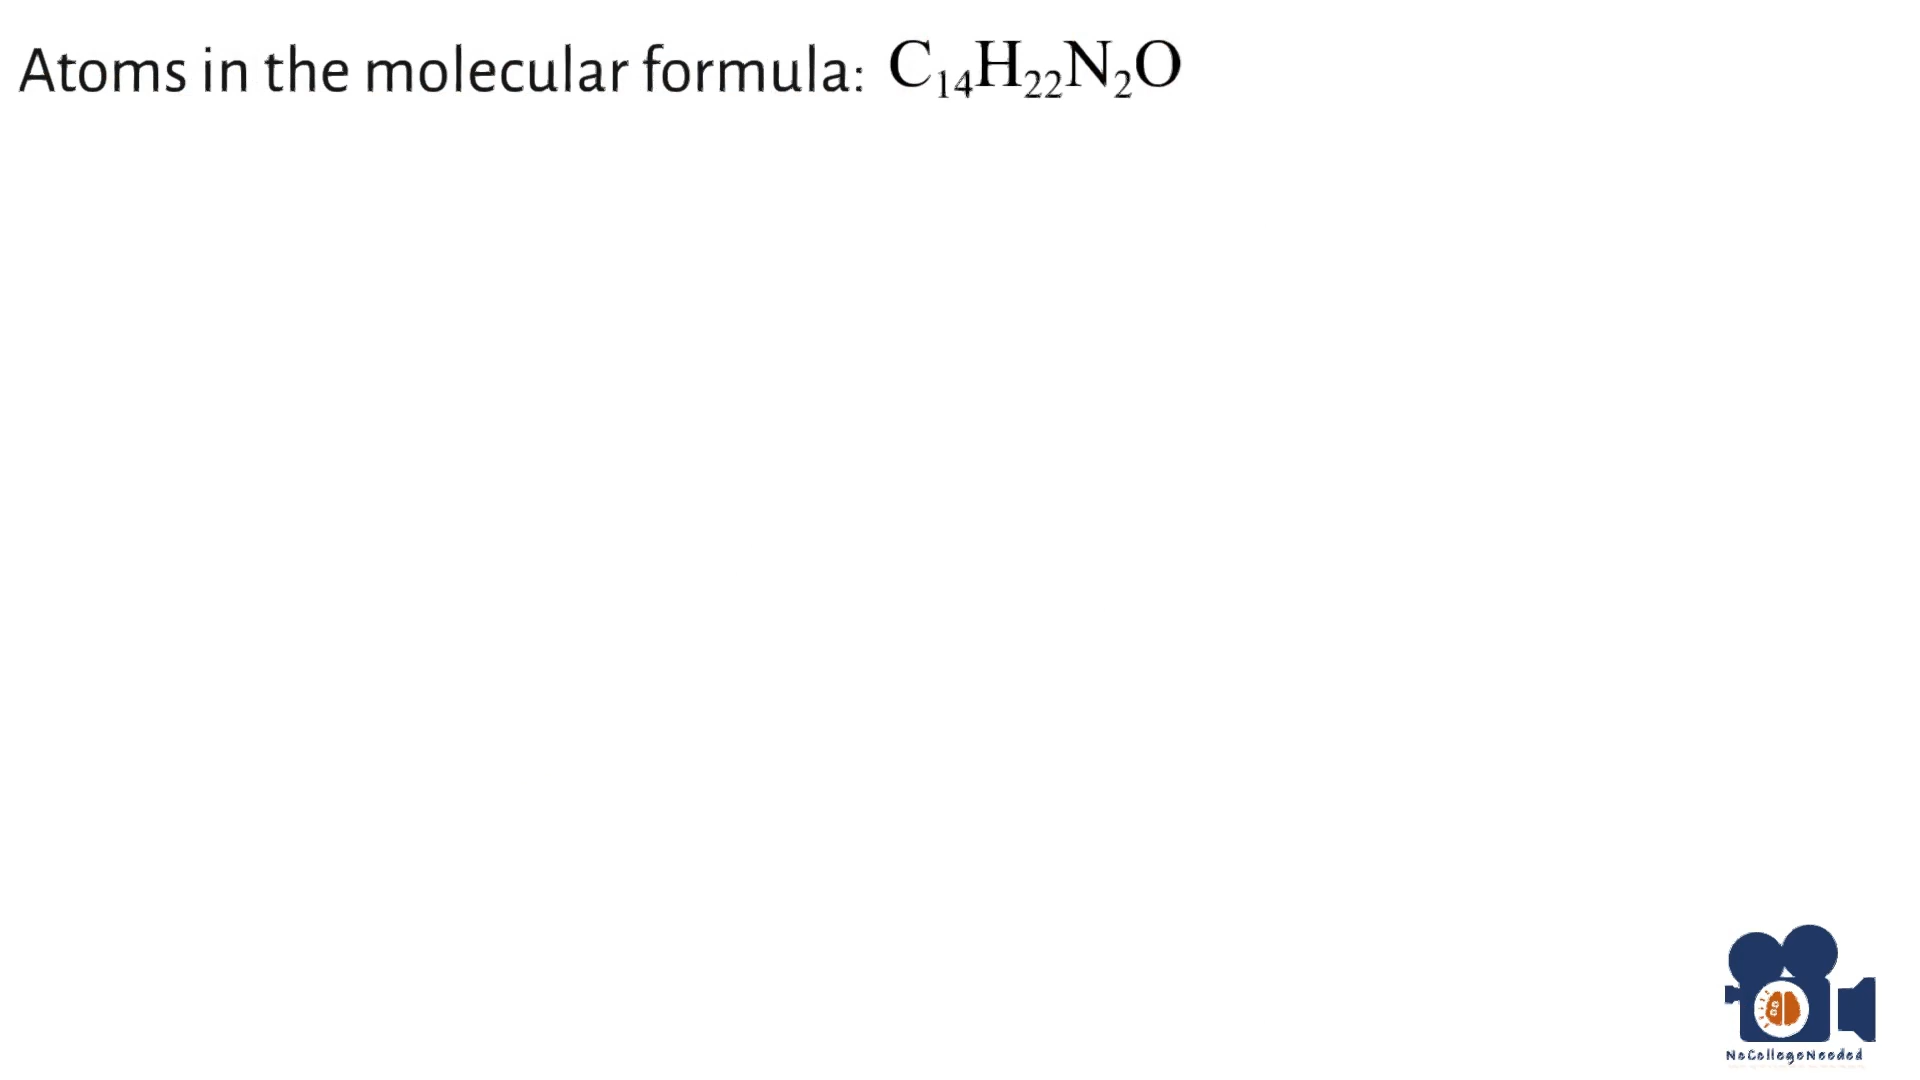 Atoms in the molecular formula: C₁₄H₂₂N₂O
NoCollegeNeeded